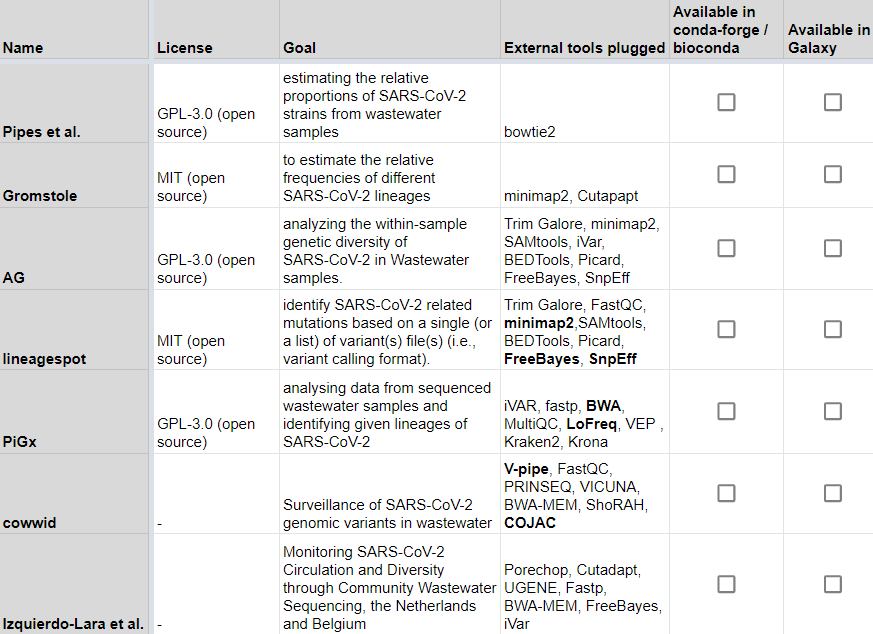 Name
License
Goal
External tools plugged
Available in
conda-forge /
bioconda
Available in
Galaxy
Pipes et al.
GPL-3.0 (open
source)
estimating the relative
proportions of SARS-CoV-2
strains from wastewater
samples
bowtie2
Gromstole
MIT (open
source)
to estimate the relative
frequencies of different
SARS-CoV-2 lineages
minimap2, Cutapapt
AG
GPL-3.0 (open
source)
analyzing the within-sample
genetic diversity of
SARS-CoV-2 in Wastewater
samples.
Trim Galore, minimap2,
SAMtools, iVar,
BEDTools, Picard,
FreeBayes, SnpEff
lineagespot
MIT (open
source)
identify SARS-CoV-2 related
mutations based on a single (or
a list) of variant(s) file(s) (i.e.,
variant calling format).
Trim Galore, FastQC,
minimap2,SAMtools,
BEDTools, Picard,
FreeBayes, SnpEff
PiGx
GPL-3.0 (open
source)
analysing data from sequenced
wastewater samples and
identifying given lineages of
SARS-CoV-2
iVAR, fastp, BWA,
MultiQC, LoFreq, VEP ,
Kraken2, Krona
cowwid
-
Surveillance of SARS-CoV-2
genomic variants in wastewater
V-pipe, FastQC,
PRINSEQ, VICUNA,
BWA-MEM, ShoRAH,
COJAC
Izquierdo-Lara et al.
-
Monitoring SARS-CoV-2
Circulation and Diversity
through Community Wastewater
Sequencing, the Netherlands
and Belgium
Porechop, Cutadapt,
UGENE, Fastp,
BWA-MEM, FreeBayes,
iVar